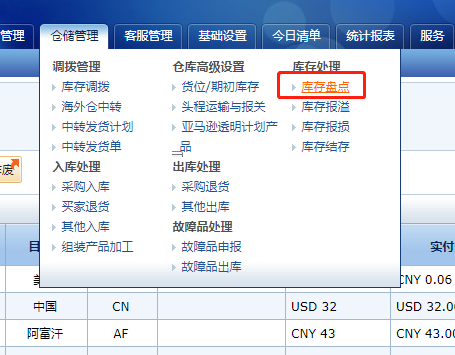 管理 仓储管理 客服管理 基础设置 今日清单 统计报表 服务
调拨管理 仓库高级设置 库存处理
库存调拨 货位/期初库存 库存盘点
海外仓中转 头程运输与报关 库存报溢
中转发货计划 亚马逊透明计划产 库存报损
中转发货单 品 库存结存
入库处理 出库处理
采购入库 采购退货
买家退货 其他出库
其他入库 故障品处理
组装产品加工 故障品申报
故障品出库
废
目 实付
美 CNY 0.06
中国 CN USD 32 USD 32.00
阿富汗 AF CNY 43 CNY 43.00